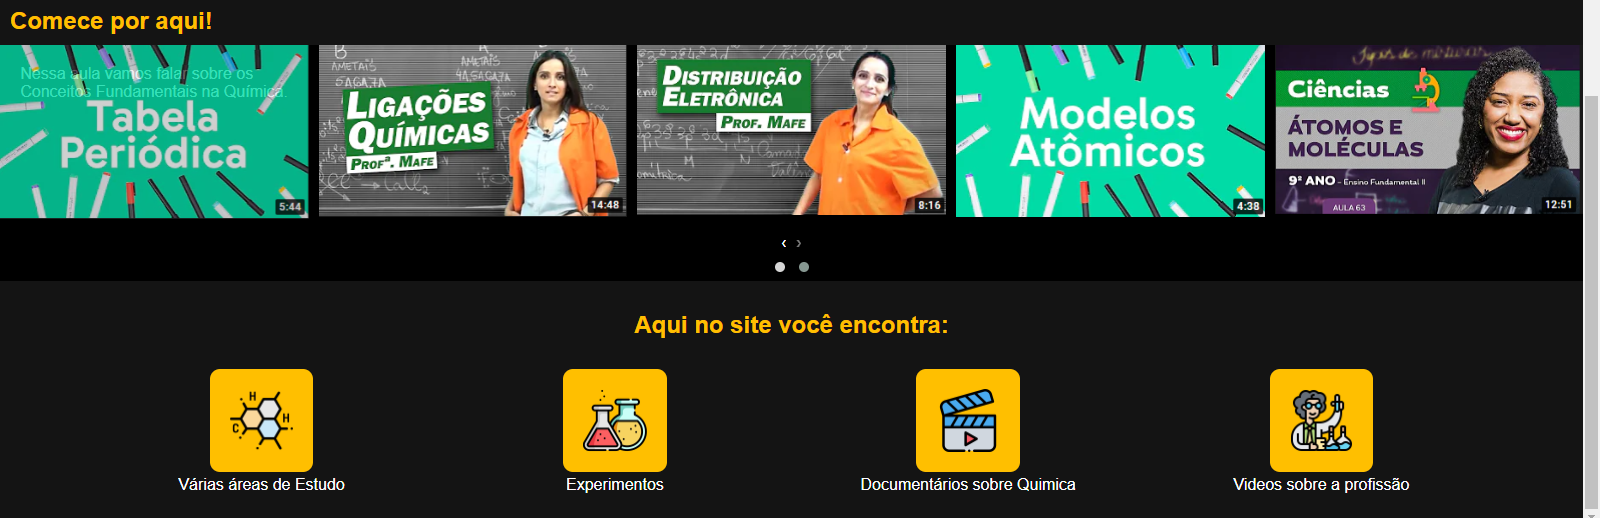 Comece por aqui!
Nessa aula vamos falar sobre os
Conceitos Fundamentais na Química.
Tabela
Periódica
5:44
LIGAÇÕES
QUÍMICAS
PROFª. MAFE
14:48
DISTRIBUIÇÃO
ELETRÔNICA
PROF. MAFE
8:16
Modelos
Atômicos
4:38
Tipos de misturas
Ciências
ÁTOMOS E
MOLÉCULAS
9º ANO - Ensino Fundamental II
AULA 63
12:51
‹ ›
Aqui no site você encontra:
H
H
C
Várias áreas de Estudo
Experimentos
Documentários sobre Quimica
Videos sobre a profissão